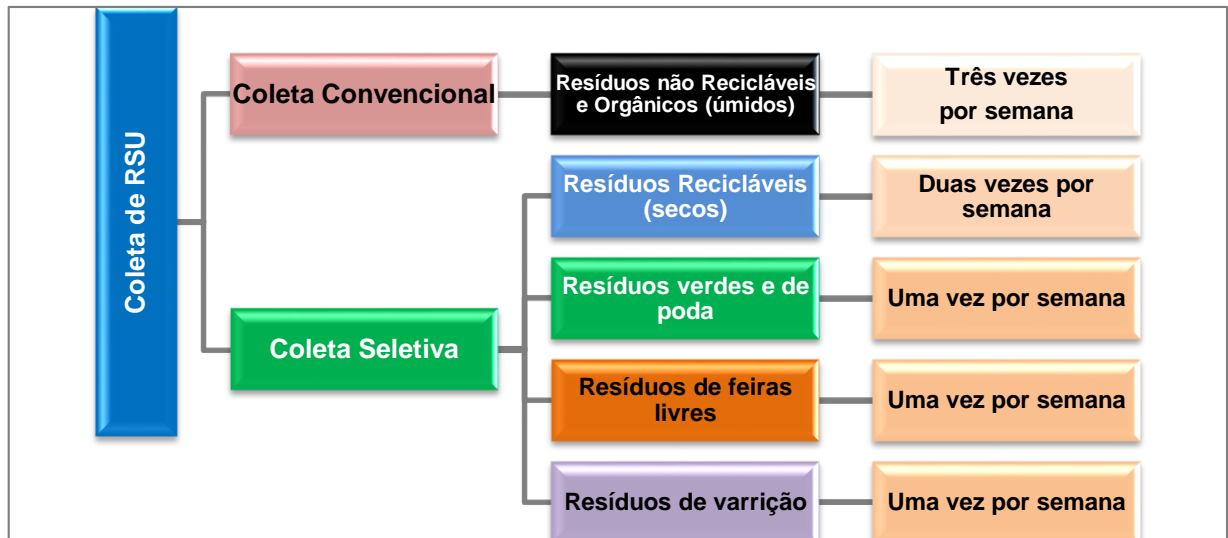 Coleta de RSU
Coleta Convencional
Resíduos não Recicláveis
e Orgânicos (úmidos)
Três vezes
por semana
Coleta Seletiva
Resíduos Recicláveis
(secos)
Duas vezes por
semana
Resíduos verdes e de
poda
Uma vez por semana
Resíduos de feiras
livres
Uma vez por semana
Resíduos de varrição
Uma vez por semana